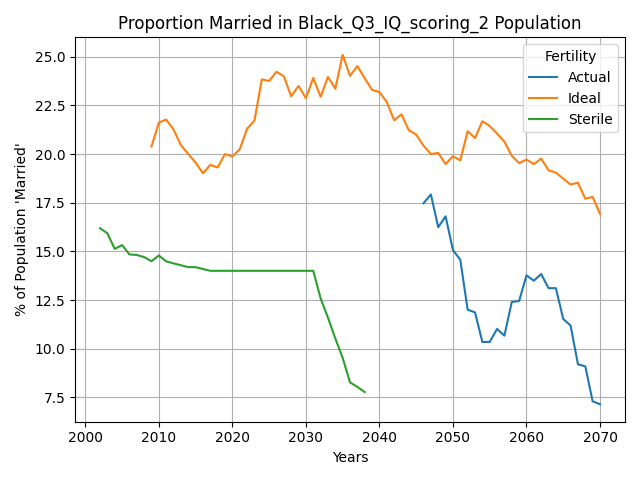 Proportion Married in Black_Q3_IQ_scoring_2 Population
% of Population 'Married'
25.0
22.5
20.0
17.5
15.0
12.5
10.0
7.5
Fertility
Actual
Ideal
Sterile
2000 2010 2020 2030 2040 2050 2060 2070
Years